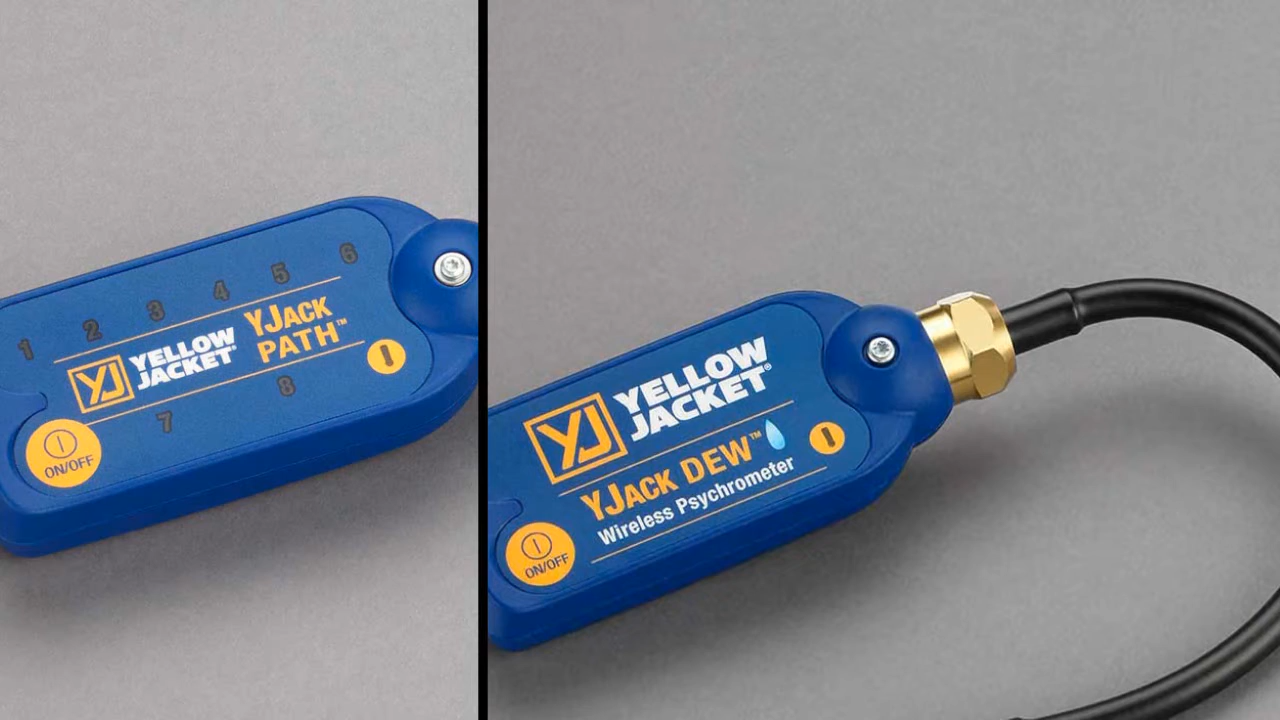 1 2 3 4 5 6
YJ YELLOW JACKET®
YJACK PATH™
7 8
ON/OFF
YJ YELLOW JACKET®
YJACK DEW™
Wireless Psychrometer
ON/OFF